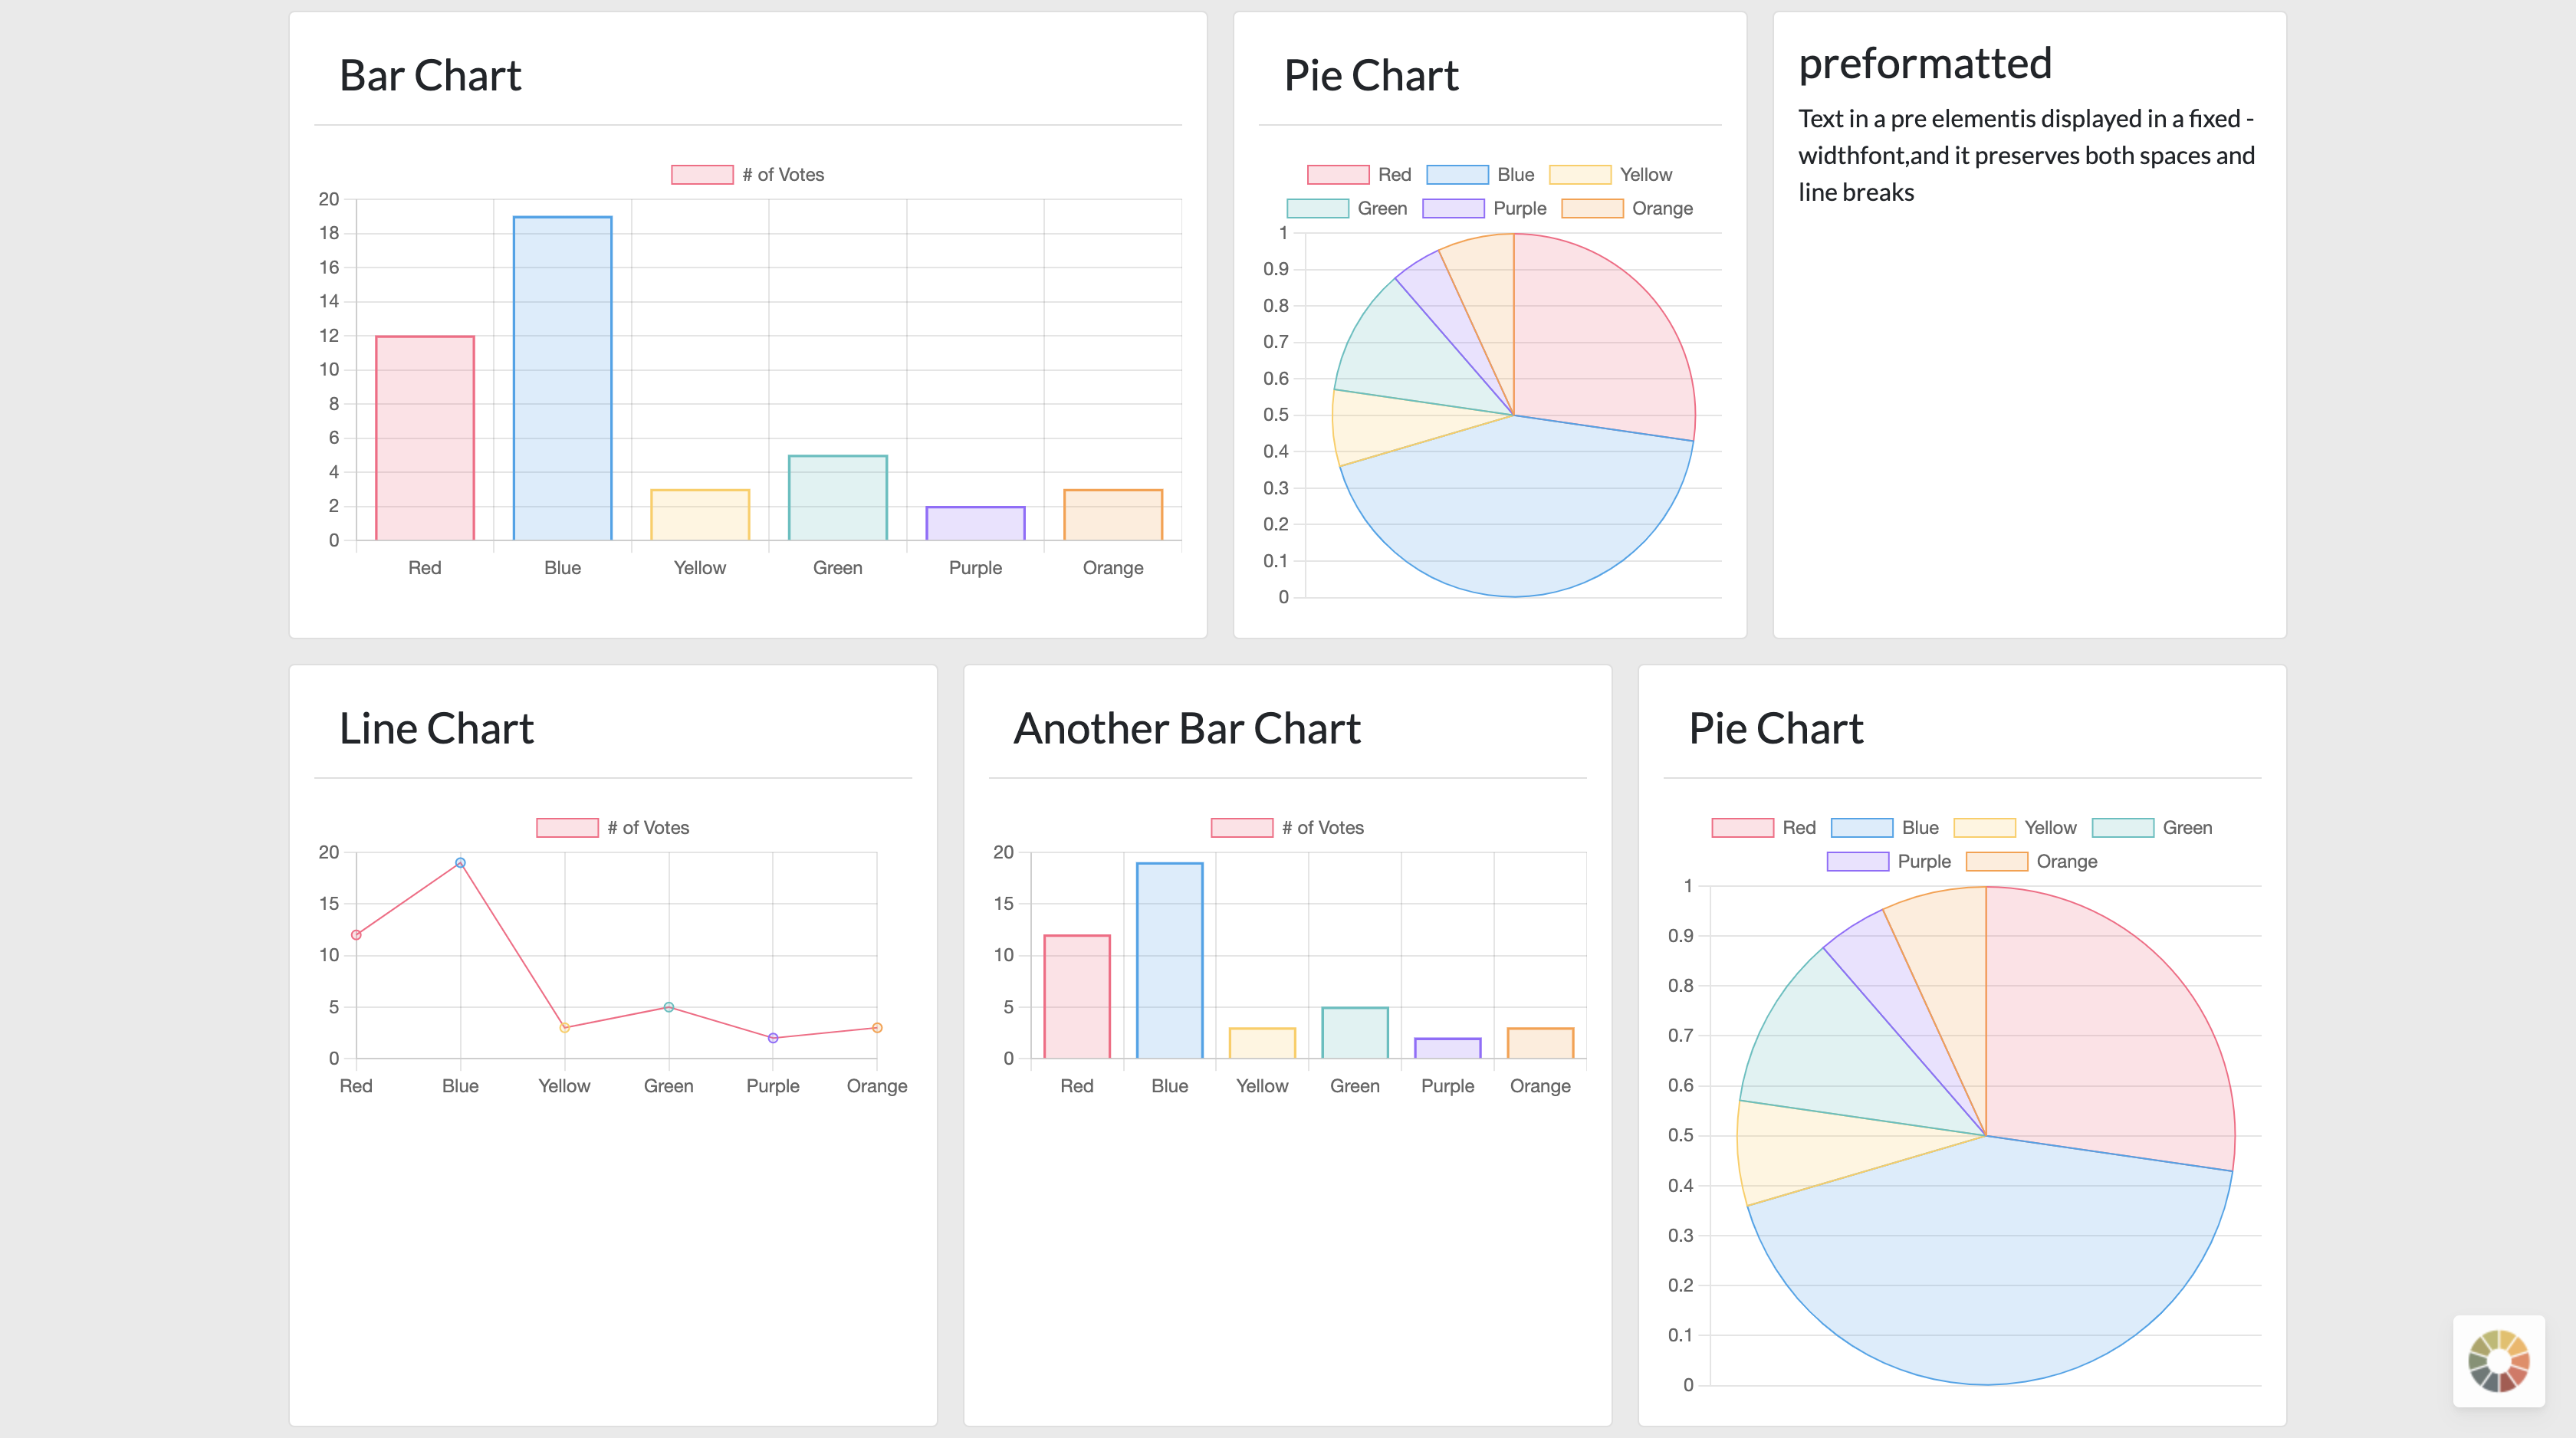 Bar Chart
# of Votes
20
18
16
14
12
10
8
6
4
2
0
Red Blue Yellow Green Purple Orange
Pie Chart
Red Blue Yellow
Green Purple Orange
1
0.9
0.8
0.7
0.6
0.5
0.4
0.3
0.2
0.1
0
preformatted
Text in a pre elementis displayed in a fixed -
widthfont,and it preserves both spaces and
line breaks
Line Chart
# of Votes
20
15
10
5
0
Red Blue Yellow Green Purple Orange
Another Bar Chart
# of Votes
20
15
10
5
0
Red Blue Yellow Green Purple Orange
Pie Chart
Red Blue Yellow Green
Purple Orange
1
0.9
0.8
0.7
0.6
0.5
0.4
0.3
0.2
0.1
0